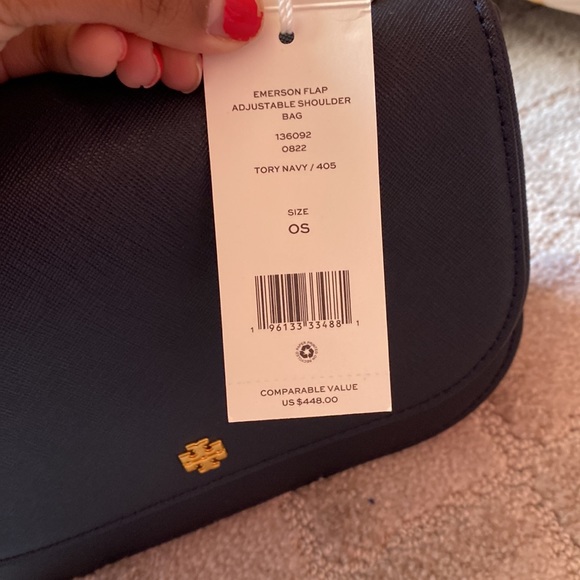 EMERSON FLAP
ADJUSTABLE SHOULDER
BAG
136092
0822
TORY NAVY / 405
SIZE
OS
1 96133 33488 1
COMPARABLE VALUE
US $448.00